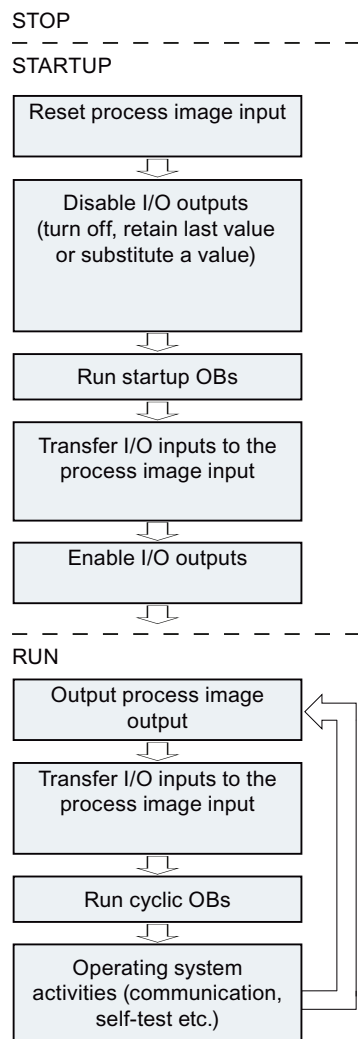 STOP
STARTUP
Reset process image input
Disable I/O outputs
(turn off, retain last value
or substitute a value)
Run startup OBs
Transfer I/O inputs to the
process image input
Enable I/O outputs
RUN
Output process image
output
Transfer I/O inputs to the
process image input
Run cyclic OBs
Operating system
activities (communication,
self-test etc.)